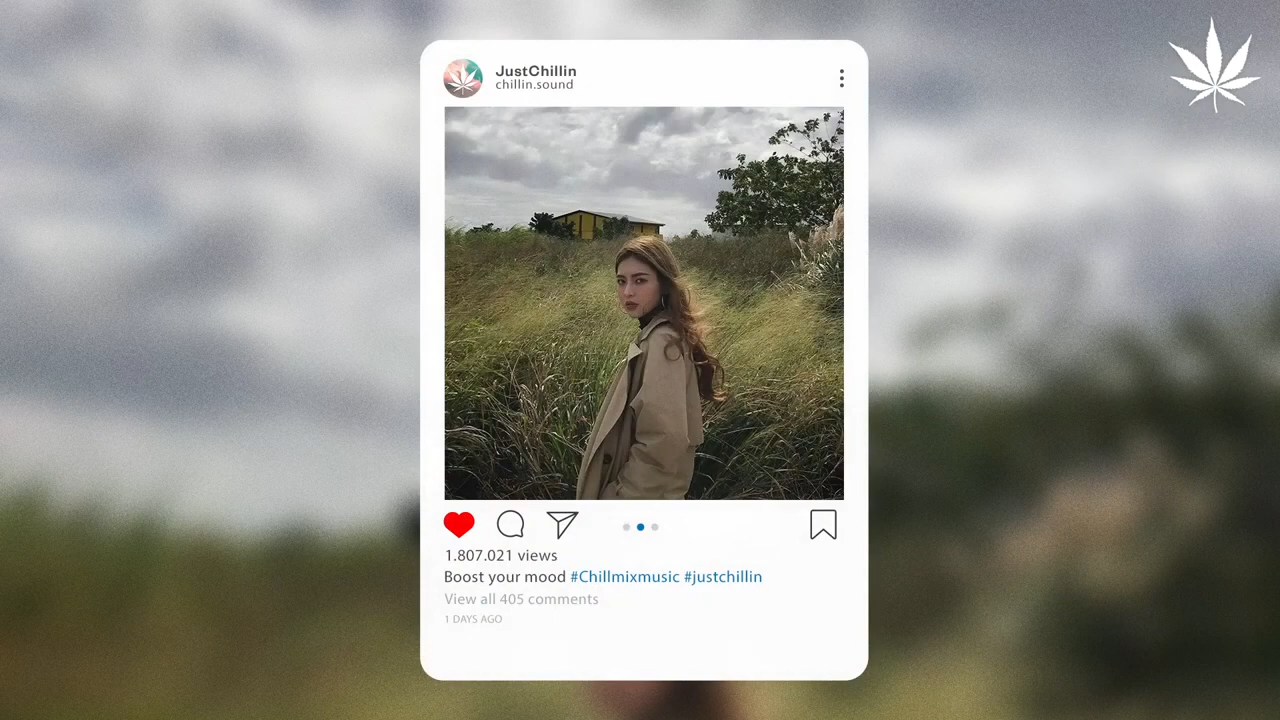 JustChillin
chillin.sound
1.807.021 views
Boost your mood #Chillmixmusic #justchillin
View all 405 comments
1 DAYS AGO